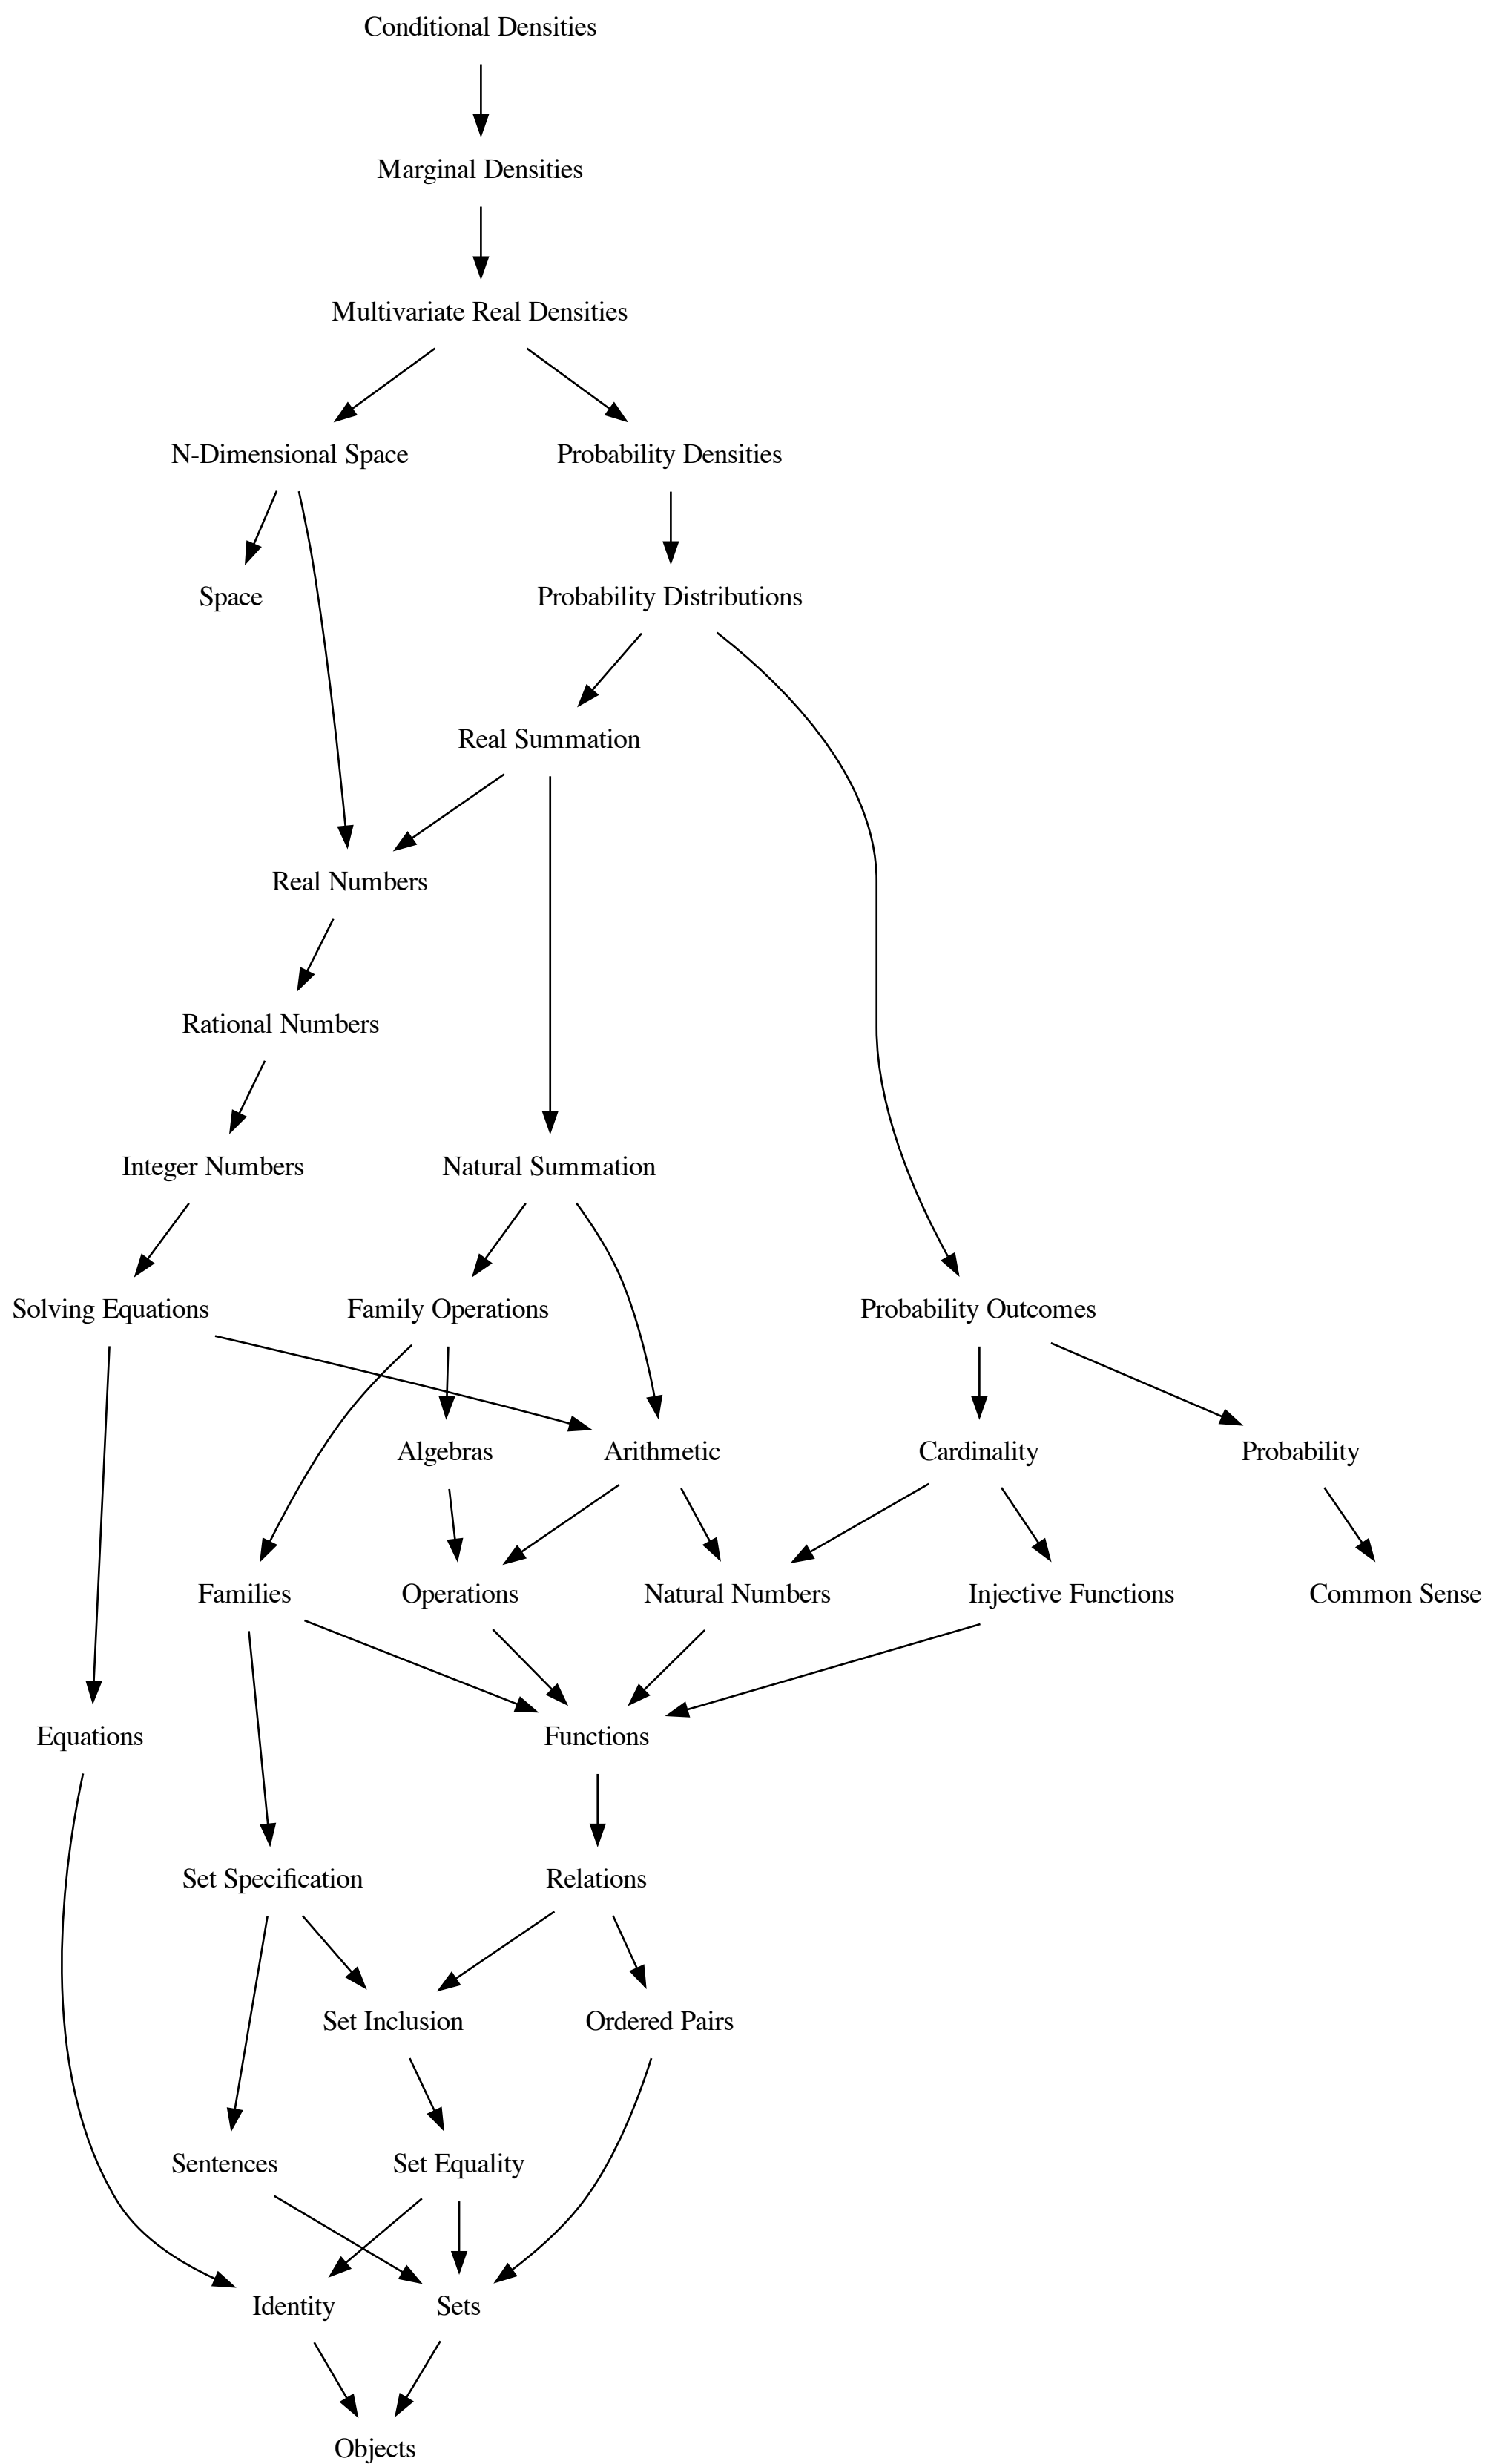 Conditional Densities
Marginal Densities
Multivariate Real Densities
N-Dimensional Space
Probability Densities
Space
Probability Distributions
Real Summation
Real Numbers
Rational Numbers
Integer Numbers
Natural Summation
Solving Equations
Family Operations
Probability Outcomes
Algebras
Arithmetic
Cardinality
Probability
Families
Operations
Natural Numbers
Injective Functions
Common Sense
Equations
Functions
Set Specification
Relations
Set Inclusion
Ordered Pairs
Sentences
Set Equality
Identity
Sets
Objects